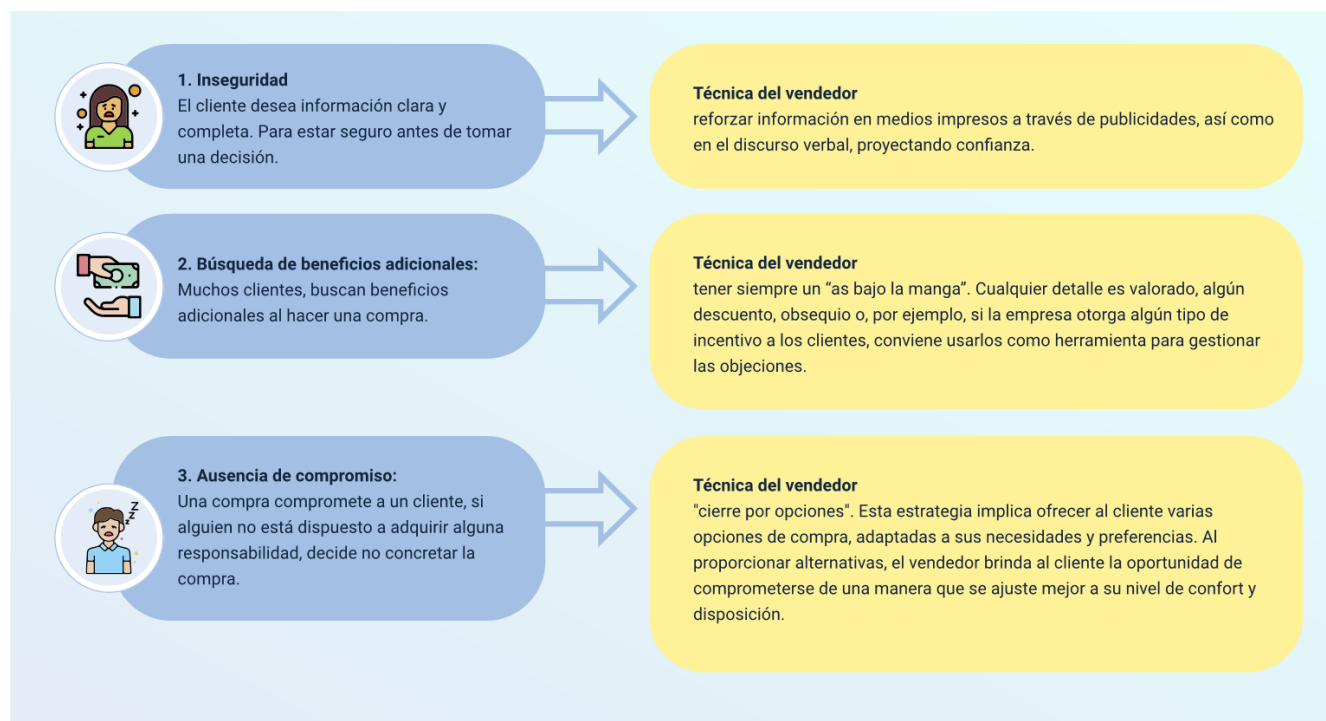 1. Inseguridad
El cliente desea información clara y
completa. Para estar seguro antes de tomar
una decisión.
Técnica del vendedor
reforzar información en medios impresos a través de publicidades, así como
en el discurso verbal, proyectando confianza.
2. Búsqueda de beneficios adicionales:
Muchos clientes, buscan beneficios
adicionales al hacer una compra.
Técnica del vendedor
tener siempre un “as bajo la manga”. Cualquier detalle es valorado, algún
descuento, obsequio o, por ejemplo, si la empresa otorga algún tipo de
incentivo a los clientes, conviene usarlos como herramienta para gestionar
las objeciones.
3. Ausencia de compromiso:
Una compra compromete a un cliente, si
alguien no está dispuesto a adquirir alguna
responsabilidad, decide no concretar la
compra.
Z
Z
Z
Técnica del vendedor
"cierre por opciones". Esta estrategia implica ofrecer al cliente varias
opciones de compra, adaptadas a sus necesidades y preferencias. Al
proporcionar alternativas, el vendedor brinda al cliente la oportunidad de
comprometerse de una manera que se ajuste mejor a su nivel de confort y
disposición.